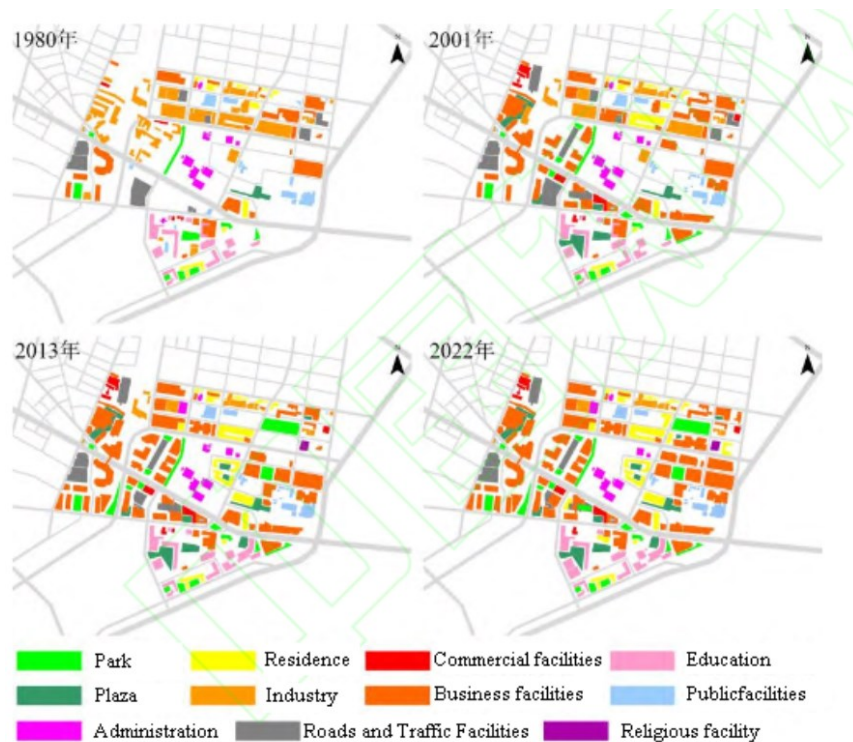 1980年
N
2001年
N
2013年
N
2022年
N
Park
Residence
Commercial facilities
Education
Plaza
Industry
Business facilities
Publicfacilities
Administration
Roads and Traffic Facilities
Religious facility